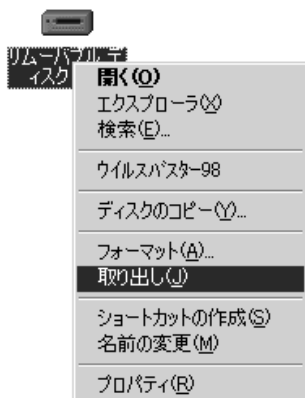 リムーバブル デ
ィスク
開く(O)
エクスプローラ(X)
検索(E)...
ウイルスバスター98
ディスクのコピー(Y)...
フォーマット(A)...
取り出し(J)
ショートカットの作成(S)
名前の変更(M)
プロパティ(R)